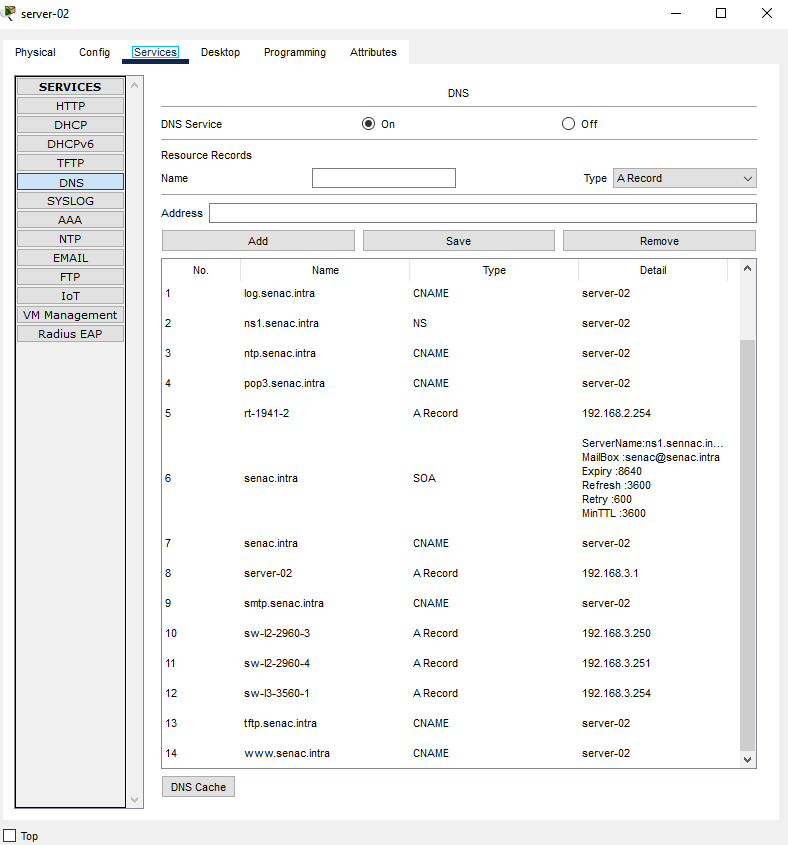 server-02
Physical Config Services Desktop Programming Attributes
SERVICES
HTTP
DHCP
DHCPv6
TFTP
DNS
SYSLOG
AAA
NTP
EMAIL
FTP
IoT
VM Management
Radius EAP
DNS
DNS Service On Off
Resource Records
Name Type A Record
Address
Add Save Remove
No. Name Type Detail
1 log.senac.intra CNAME server-02
2 ns1.senac.intra NS server-02
3 ntp.senac.intra CNAME server-02
4 pop3.senac.intra CNAME server-02
5 rt-1941-2 A Record 192.168.2.254
6 senac.intra SOA
ServerName:ns1.sennac.in...
MailBox :senac@senac.intra
Expiry :8640
Refresh :3600
Retry :600
MinTTL :3600
7 senac.intra CNAME server-02
8 server-02 A Record 192.168.3.1
9 smtp.senac.intra CNAME server-02
10 sw-l2-2960-3 A Record 192.168.3.250
11 sw-l2-2960-4 A Record 192.168.3.251
12 sw-l3-3560-1 A Record 192.168.3.254
13 tftp.senac.intra CNAME server-02
14 www.senac.intra CNAME server-02
DNS Cache
Top